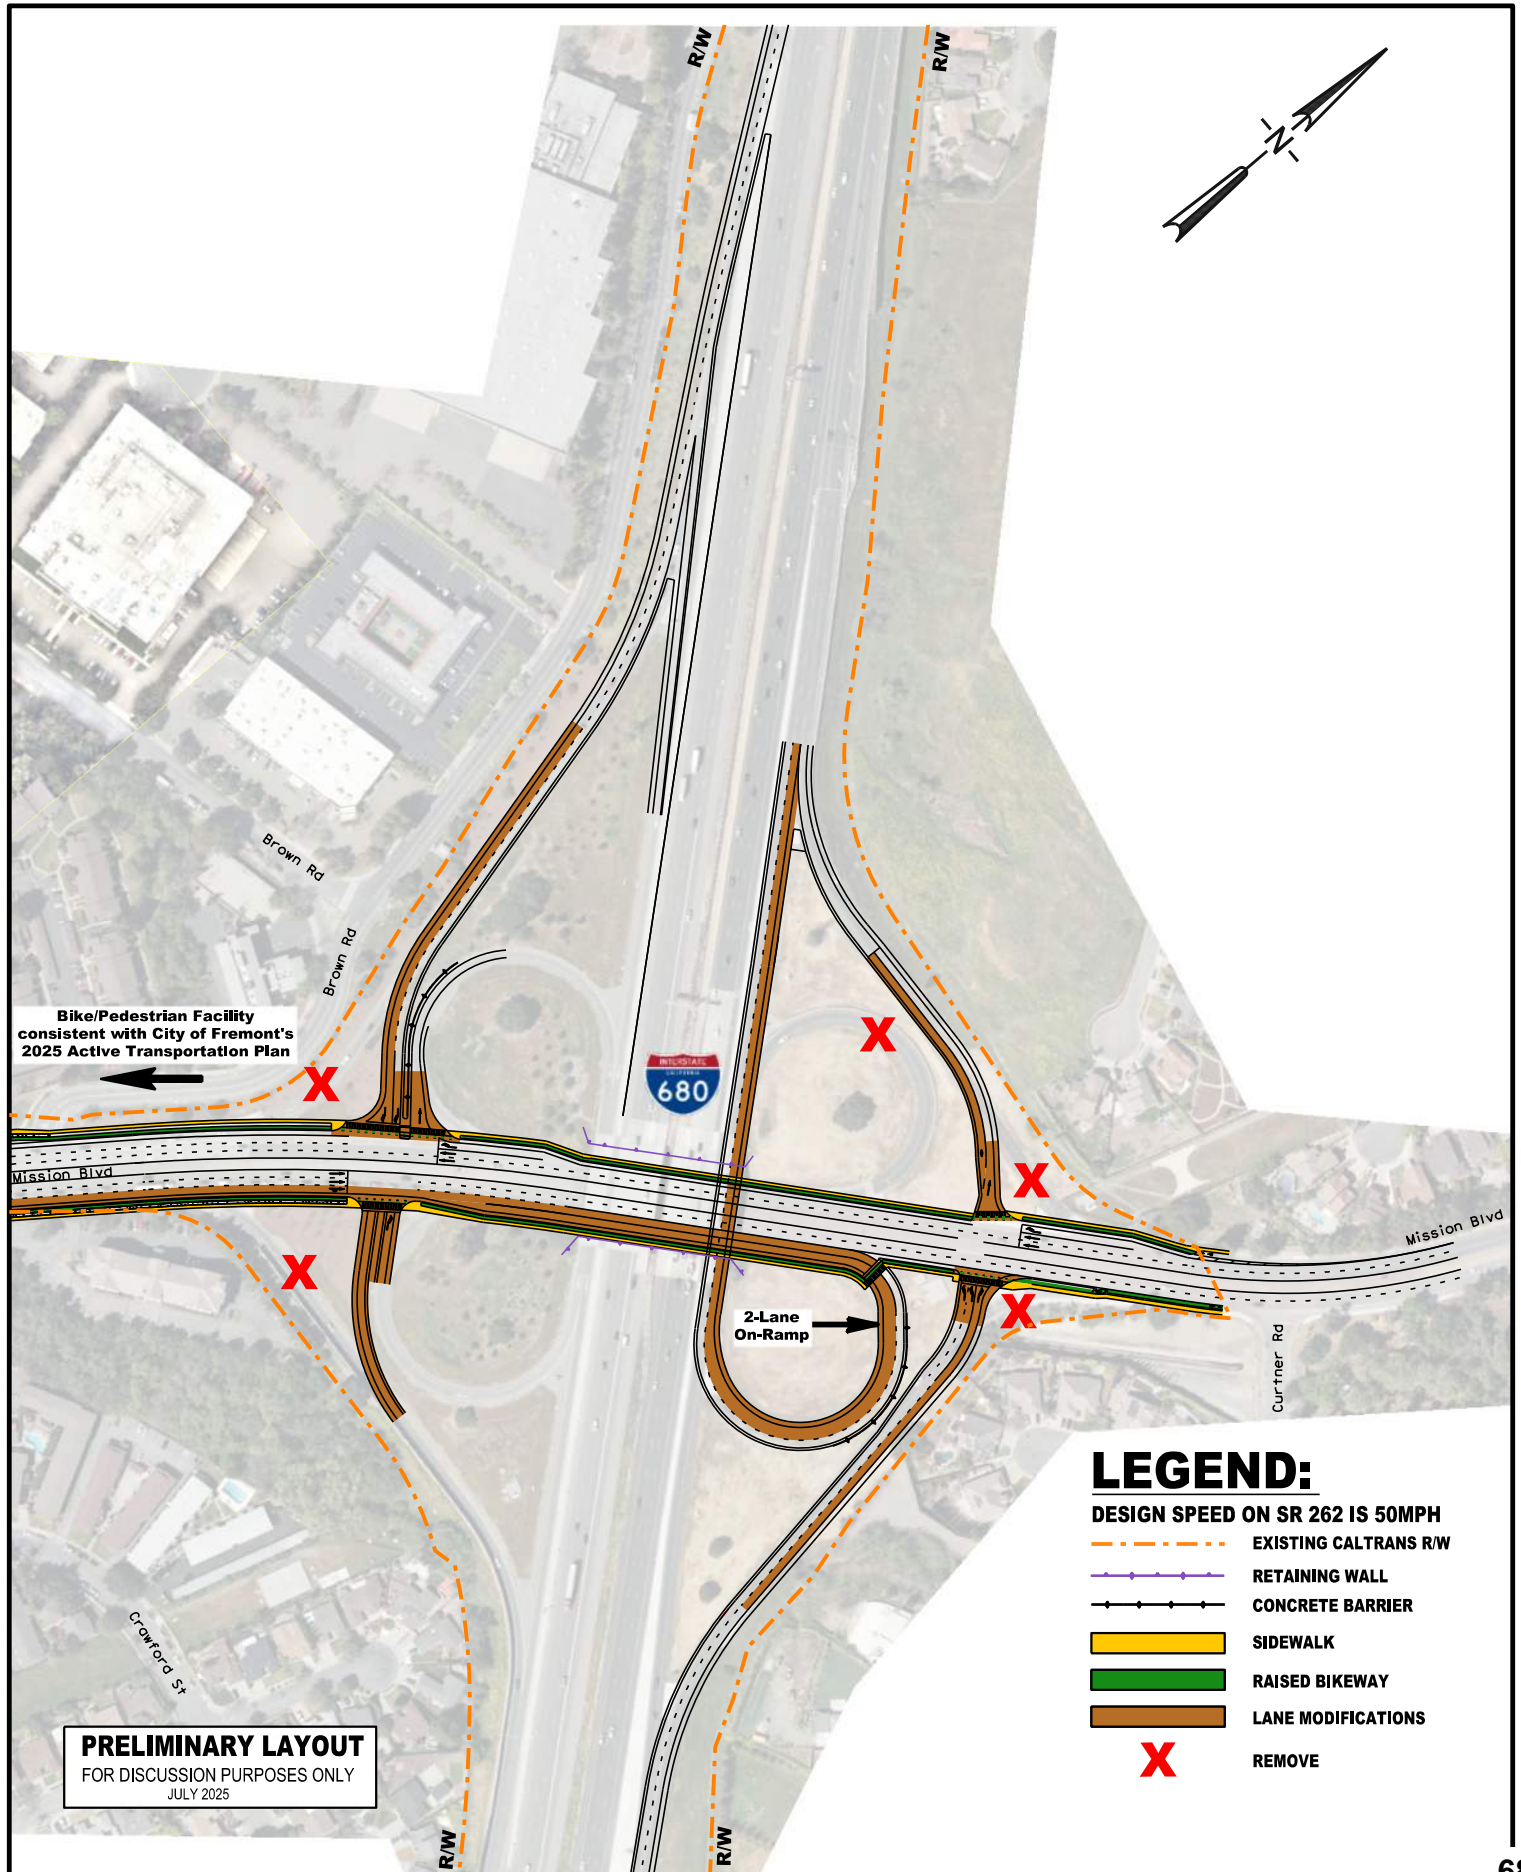 R/W
R/W
N
Brown Rd
Brown Rd
Bike/Pedestrian Facility
consistent with City of Fremont's
2025 Active Transportation Plan
INTERSTATE
CALIFORNIA
680
Mission Blvd
Mission Blvd
2-Lane
On-Ramp
Curtner Rd
Crawford St
LEGEND:
DESIGN SPEED ON SR 262 IS 50MPH
EXISTING CALTRANS R/W
RETAINING WALL
CONCRETE BARRIER
SIDEWALK
RAISED BIKEWAY
LANE MODIFICATIONS
X REMOVE
X
X
X
X
X
PRELIMINARY LAYOUT
FOR DISCUSSION PURPOSES ONLY
JULY 2025
R/W
R/W